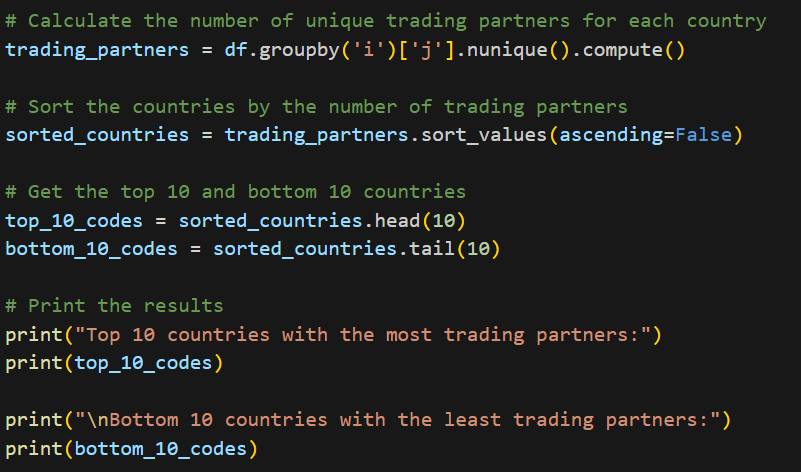 # Calculate the number of unique trading partners for each country
trading_partners = df.groupby('i')['j'].nunique().compute()
# Sort the countries by the number of trading partners
sorted_countries = trading_partners.sort_values(ascending=False)
# Get the top 10 and bottom 10 countries
top_10_codes = sorted_countries.head(10)
bottom_10_codes = sorted_countries.tail(10)
# Print the results
print("Top 10 countries with the most trading partners:")
print(top_10_codes)
print("\nBottom 10 countries with the least trading partners:")
print(bottom_10_codes)